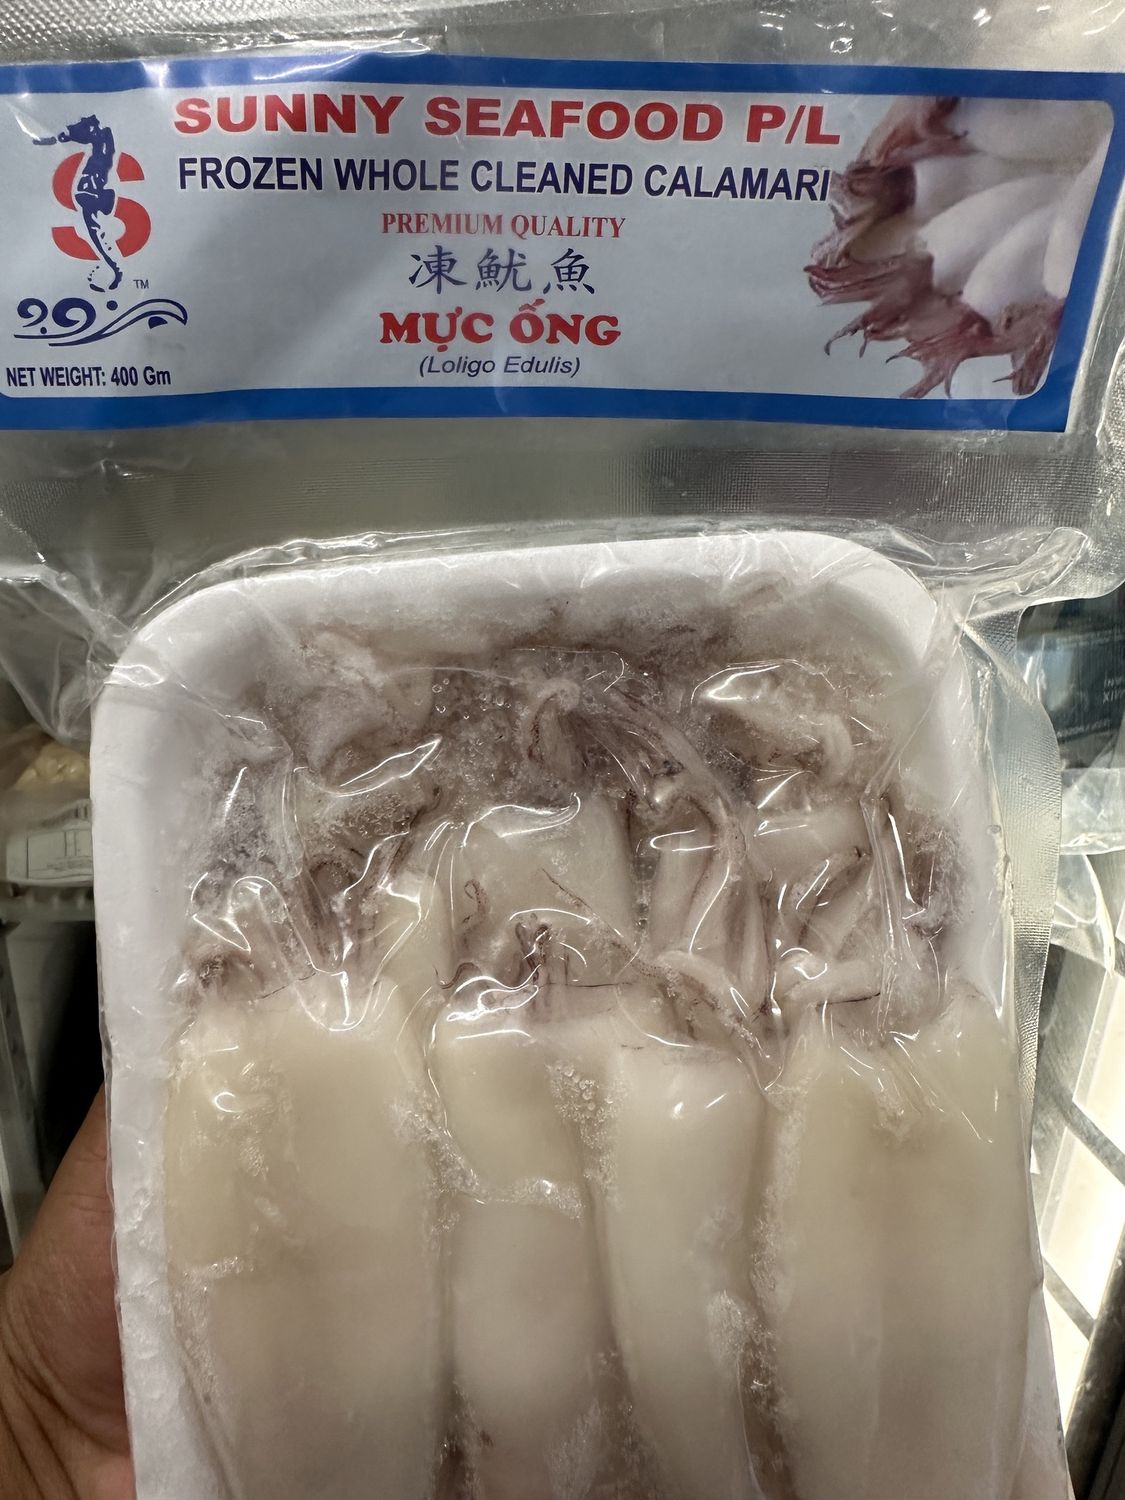 SUNNY SEAFOOD P/L
FROZEN WHOLE CLEANED CALAMARI
PREMIUM QUALITY
凍魷魚
MỰC ỐNG
(Loligo Edulis)
S
TM
NET WEIGHT: 400 Gm